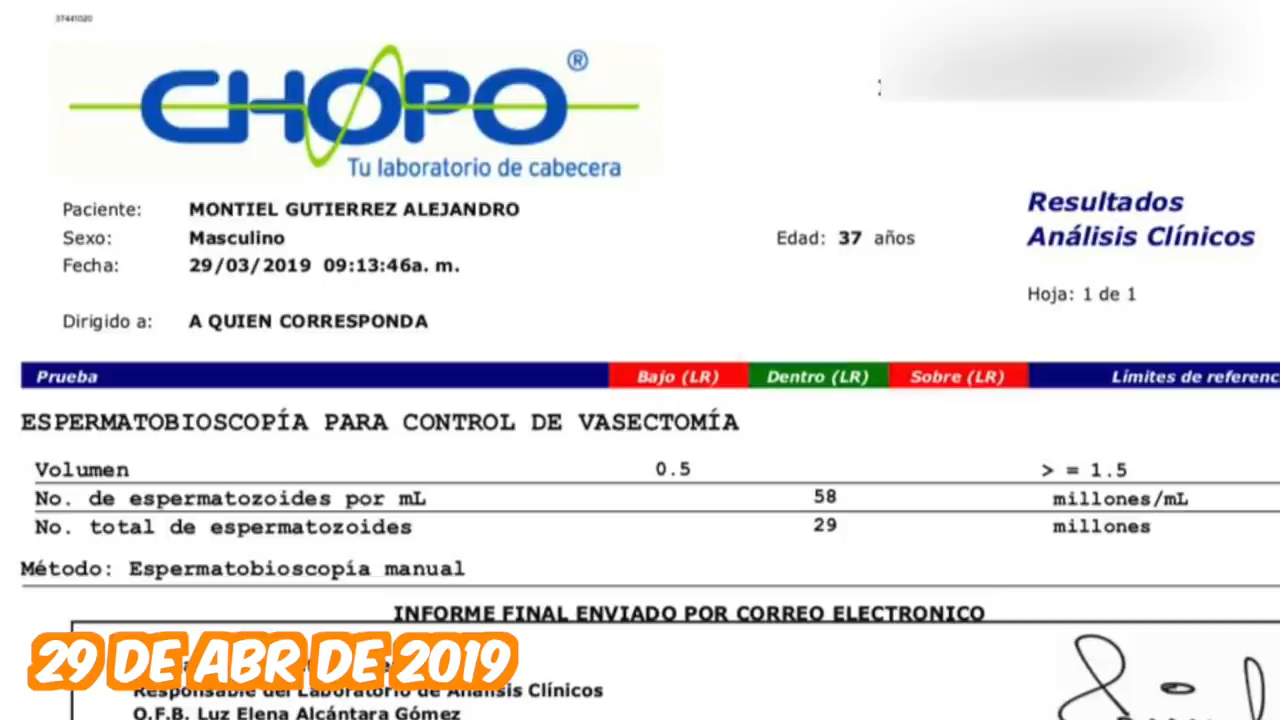 37441020
CHOPO®
Tu laboratorio de cabecera
Paciente: MONTIEL GUTIERREZ ALEJANDRO
Sexo: Masculino
Edad: 37 años
Fecha: 29/03/2019 09:13:46a. m.
Resultados
Análisis Clínicos
Hoja: 1 de 1
Dirigido a: A QUIEN CORRESPONDA
Prueba Bajo (LR) Dentro (LR) Sobre (LR) Límites de referenc
ESPERMATOBIOSCOPÍA PARA CONTROL DE VASECTOMÍA
Volumen 0.5 > = 1.5
No. de espermatozoides por mL 58 millones/mL
No. total de espermatozoides 29 millones
Método: Espermatobioscopía manual
INFORME FINAL ENVIADO POR CORREO ELECTRONICO
29 DE ABR DE 2019
Responsable del Laboratorio de Análisis Clínicos
Q.F.B. Luz Elena Alcántara Gómez